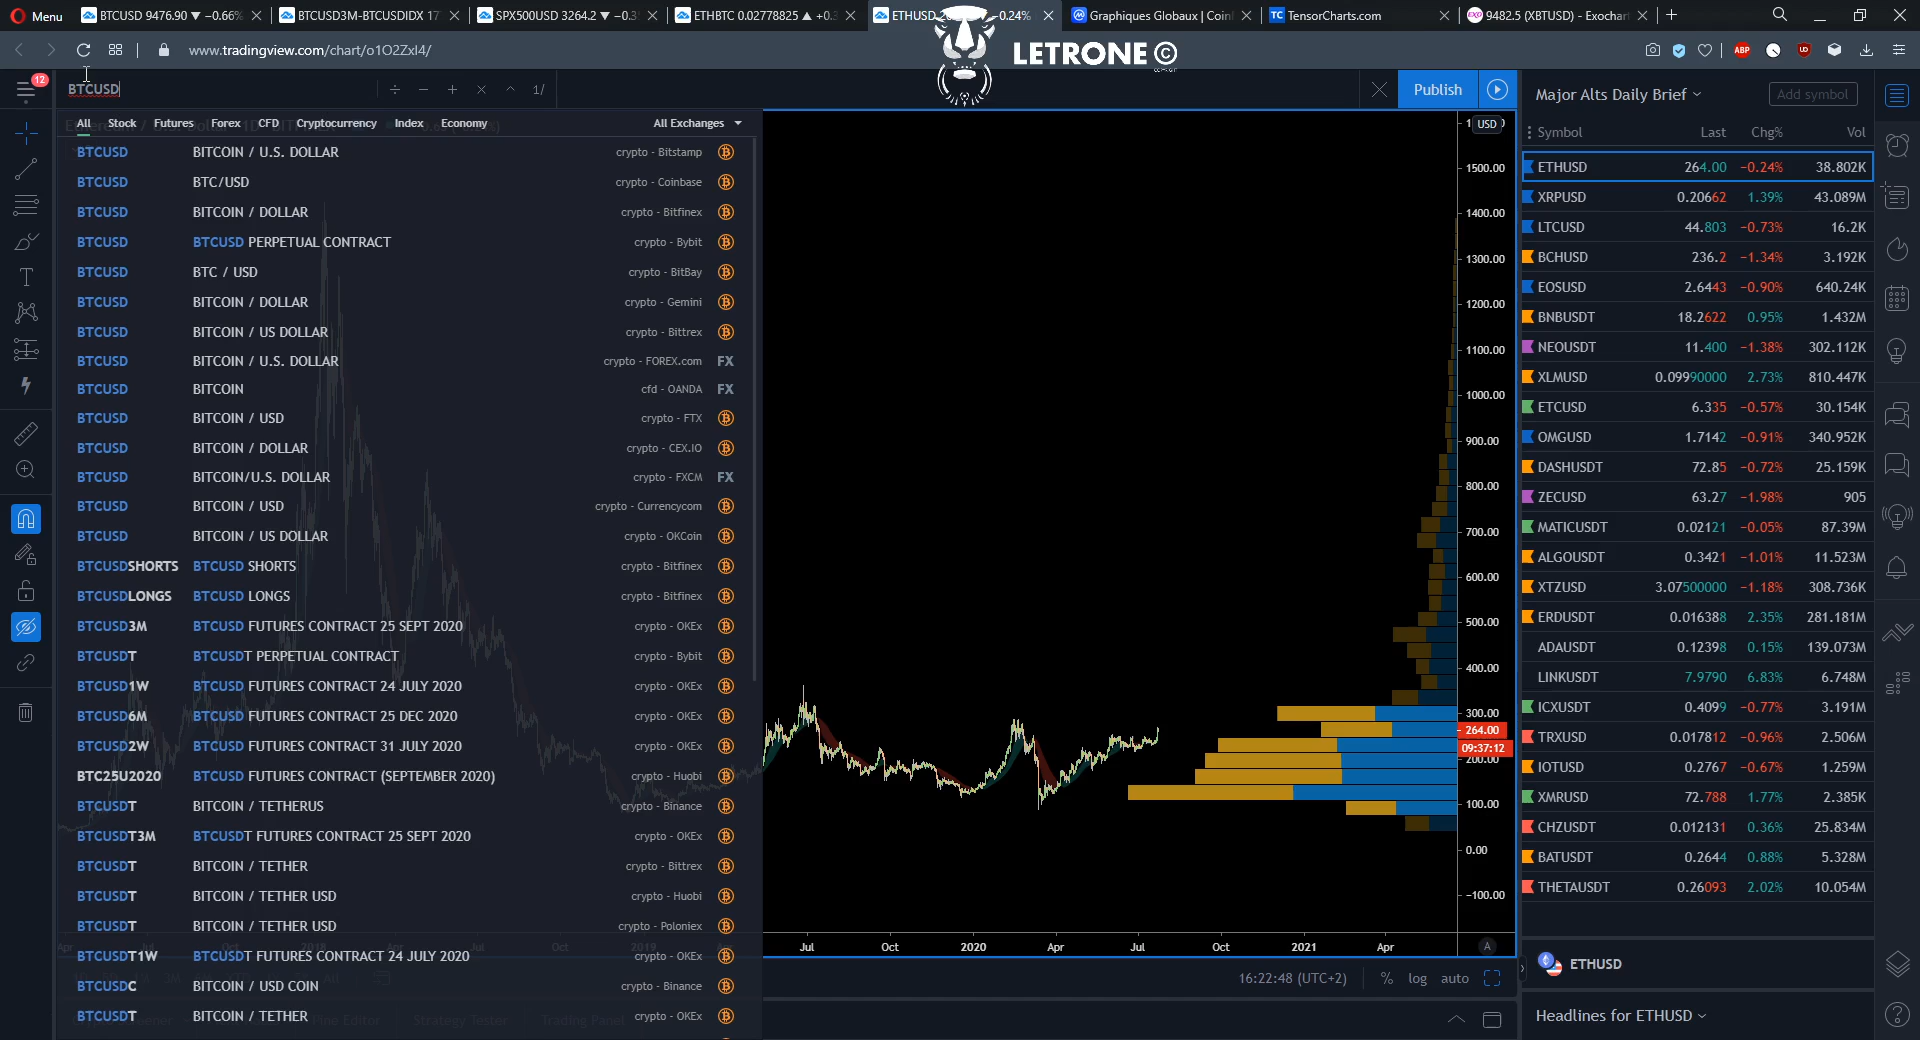 Menu
BTCUSD 9476.90 ▼ −0.66%
BTCUSD3M-BTCUSDIDX 17
SPX500USD 3264.2 ▼ −0.3
ETHBTC 0.02778825 ▲ +0.
ETHUSD 26 −0.24%
Graphiques Globaux | Coin
TensorCharts.com
9482.5 (XBTUSD) - Exochar
www.tradingview.com/chart/o1O2Zxl4/
ABP
LETRONE ©
12
BTCUSD
1/
Publish
Major Alts Daily Brief
Add symbol
All Stock Futures Forex CFD Cryptocurrency Index Economy All Exchanges
BTCUSD BITCOIN / U.S. DOLLAR crypto - Bitstamp
BTCUSD BTC/USD crypto - Coinbase
BTCUSD BITCOIN / DOLLAR crypto - Bitfinex
BTCUSD BTCUSD PERPETUAL CONTRACT crypto - Bybit
BTCUSD BTC / USD crypto - BitBay
BTCUSD BITCOIN / DOLLAR crypto - Gemini
BTCUSD BITCOIN / US DOLLAR crypto - Bittrex
BTCUSD BITCOIN / U.S. DOLLAR crypto - FOREX.com FX
BTCUSD BITCOIN cfd - OANDA FX
BTCUSD BITCOIN / USD crypto - FTX
BTCUSD BITCOIN / DOLLAR crypto - CEX.IO
BTCUSD BITCOIN/U.S. DOLLAR crypto - FXCM FX
BTCUSD BITCOIN / USD crypto - Currencycom
BTCUSD BITCOIN / US DOLLAR crypto - OKCoin
BTCUSDSHORTS BTCUSD SHORTS crypto - Bitfinex
BTCUSDLONGS BTCUSD LONGS crypto - Bitfinex
BTCUSD3M BTCUSD FUTURES CONTRACT 25 SEPT 2020 crypto - OKEx
BTCUSDT BTCUSDT PERPETUAL CONTRACT crypto - Bybit
BTCUSD1W BTCUSD FUTURES CONTRACT 24 JULY 2020 crypto - OKEx
BTCUSD6M BTCUSD FUTURES CONTRACT 25 DEC 2020 crypto - OKEx
BTCUSD2W BTCUSD FUTURES CONTRACT 31 JULY 2020 crypto - OKEx
BTC25U2020 BTCUSD FUTURES CONTRACT (SEPTEMBER 2020) crypto - Huobi
BTCUSDT BITCOIN / TETHERUS crypto - Binance
BTCUSDT3M BTCUSDT FUTURES CONTRACT 25 SEPT 2020 crypto - OKEx
BTCUSDT BITCOIN / TETHER crypto - Bittrex
BTCUSDT BITCOIN / TETHER USD crypto - Huobi
BTCUSDT BITCOIN / TETHER USD crypto - Poloniex
BTCUSDT1W BTCUSDT FUTURES CONTRACT 24 JULY 2020 crypto - OKEx
BTCUSDC BITCOIN / USD COIN crypto - Binance
BTCUSDT BITCOIN / TETHER crypto - OKEx
USD
1500.00
1400.00
1300.00
1200.00
1100.00
1000.00
900.00
800.00
700.00
600.00
500.00
400.00
300.00
264.00
09:37:12
200.00
100.00
0.00
−100.00
Jul Oct 2020 Apr Jul Oct 2021 Apr A
16:22:48 (UTC+2) % log auto
Symbol Last Chg% Vol
ETHUSD 264.00 −0.24% 38.802K
XRPUSD 0.20662 1.39% 43.089M
LTCUSD 44.803 −0.73% 16.2K
BCHUSD 236.2 −1.34% 3.192K
EOSUSD 2.6443 −0.90% 640.24K
BNBUSDT 18.2622 0.95% 1.432M
NEOUSDT 11.400 −1.38% 302.112K
XLMUSD 0.09990000 2.73% 810.447K
ETCUSD 6.335 −0.57% 30.154K
OMGUSD 1.7142 −0.91% 340.952K
DASHUSDT 72.85 −0.72% 25.159K
ZECUSD 63.27 −1.98% 905
MATICUSDT 0.02121 −0.05% 87.39M
ALGOUSDT 0.3421 −1.01% 11.523M
XTZUSD 3.07500000 −1.18% 308.736K
ERDUSDT 0.016388 2.35% 281.181M
ADAUSDT 0.12398 0.15% 139.073M
LINKUSDT 7.9790 6.83% 6.748M
ICXUSDT 0.4099 −0.77% 3.191M
TRXUSD 0.017812 −0.96% 2.506M
IOTUSD 0.2767 −0.67% 1.259M
XMRUSD 72.788 1.77% 2.385K
CHZUSDT 0.012131 0.36% 25.834M
BATUSDT 0.2644 0.88% 5.328M
THETAUSDT 0.26093 2.02% 10.054M
ETHUSD
Headlines for ETHUSD